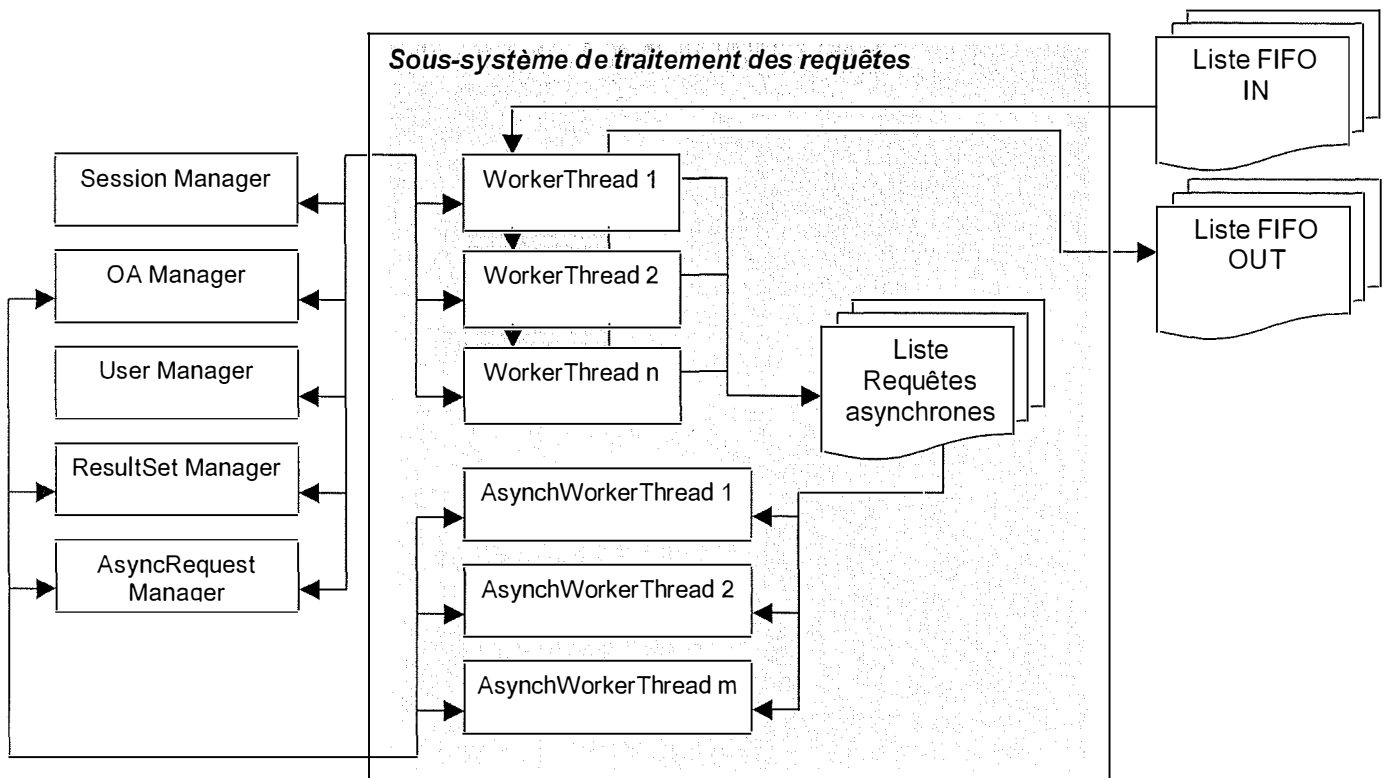 Sous-système de traitement des requêtes
Liste FIFO
IN
Session Manager
WorkerThread 1
Liste FIFO
OUT
OA Manager
WorkerThread 2
User Manager
WorkerThread n
Liste
Requêtes
asynchrones
ResultSet Manager
AsynchWorkerThread 1
AsyncRequest
Manager
AsynchWorkerThread 2
AsynchWorkerThread m